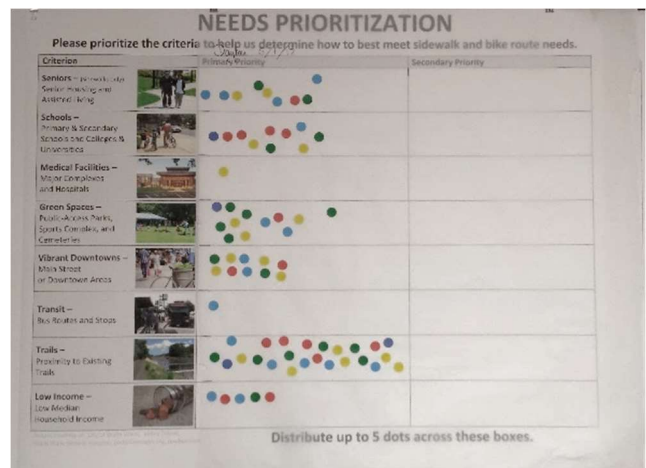 NEEDS PRIORITIZATION
Please prioritize the criteria to help us determine how to best meet sidewalk and bike route needs.
Criterion
Primary Priority
Secondary Priority
Seniors –
Senior Housing and
Assisted Living
Schools –
Primary & Secondary
Schools and Colleges &
Universities
Medical Facilities –
Major Complexes
and Hospitals
Green Spaces –
Public-Access Parks,
Sports Complex, and
Cemeteries
Vibrant Downtowns –
Main Street
or Downtown Areas
Transit –
Bus Routes and Stops
Trails –
Proximity to Existing
Trails
Low Income –
Low Median
Household Income
Distribute up to 5 dots across these boxes.